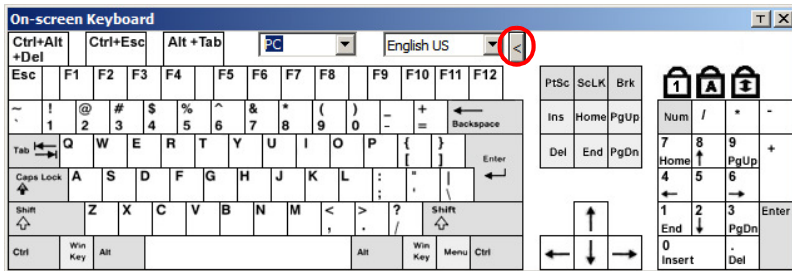 On-screen Keyboard T X
Ctrl+Alt +Del Ctrl+Esc Alt +Tab PC English US <
Esc F1 F2 F3 F4 F5 F6 F7 F8 F9 F10 F11 F12 PtSc ScLK Brk 1 A
~ ` ! 1 @ 2 # 3 $ 4 % 5 ^ 6 & 7 * 8 ( 9 ) 0 _ - + = Backspace Ins Home PgUp Num / * -
Tab Q W E R T Y U I O P { [ } ] Enter Del End PgDn 7 Home 8 9 PgUp +
Caps Lock A S D F G H J K L : ; " ' | \ 4 5 6
Shift Z X C V B N M < , > . ? / Shift 1 End 2 3 PgDn Enter
Ctrl Win Key Alt Alt Win Key Menu Ctrl 0 Insert . Del